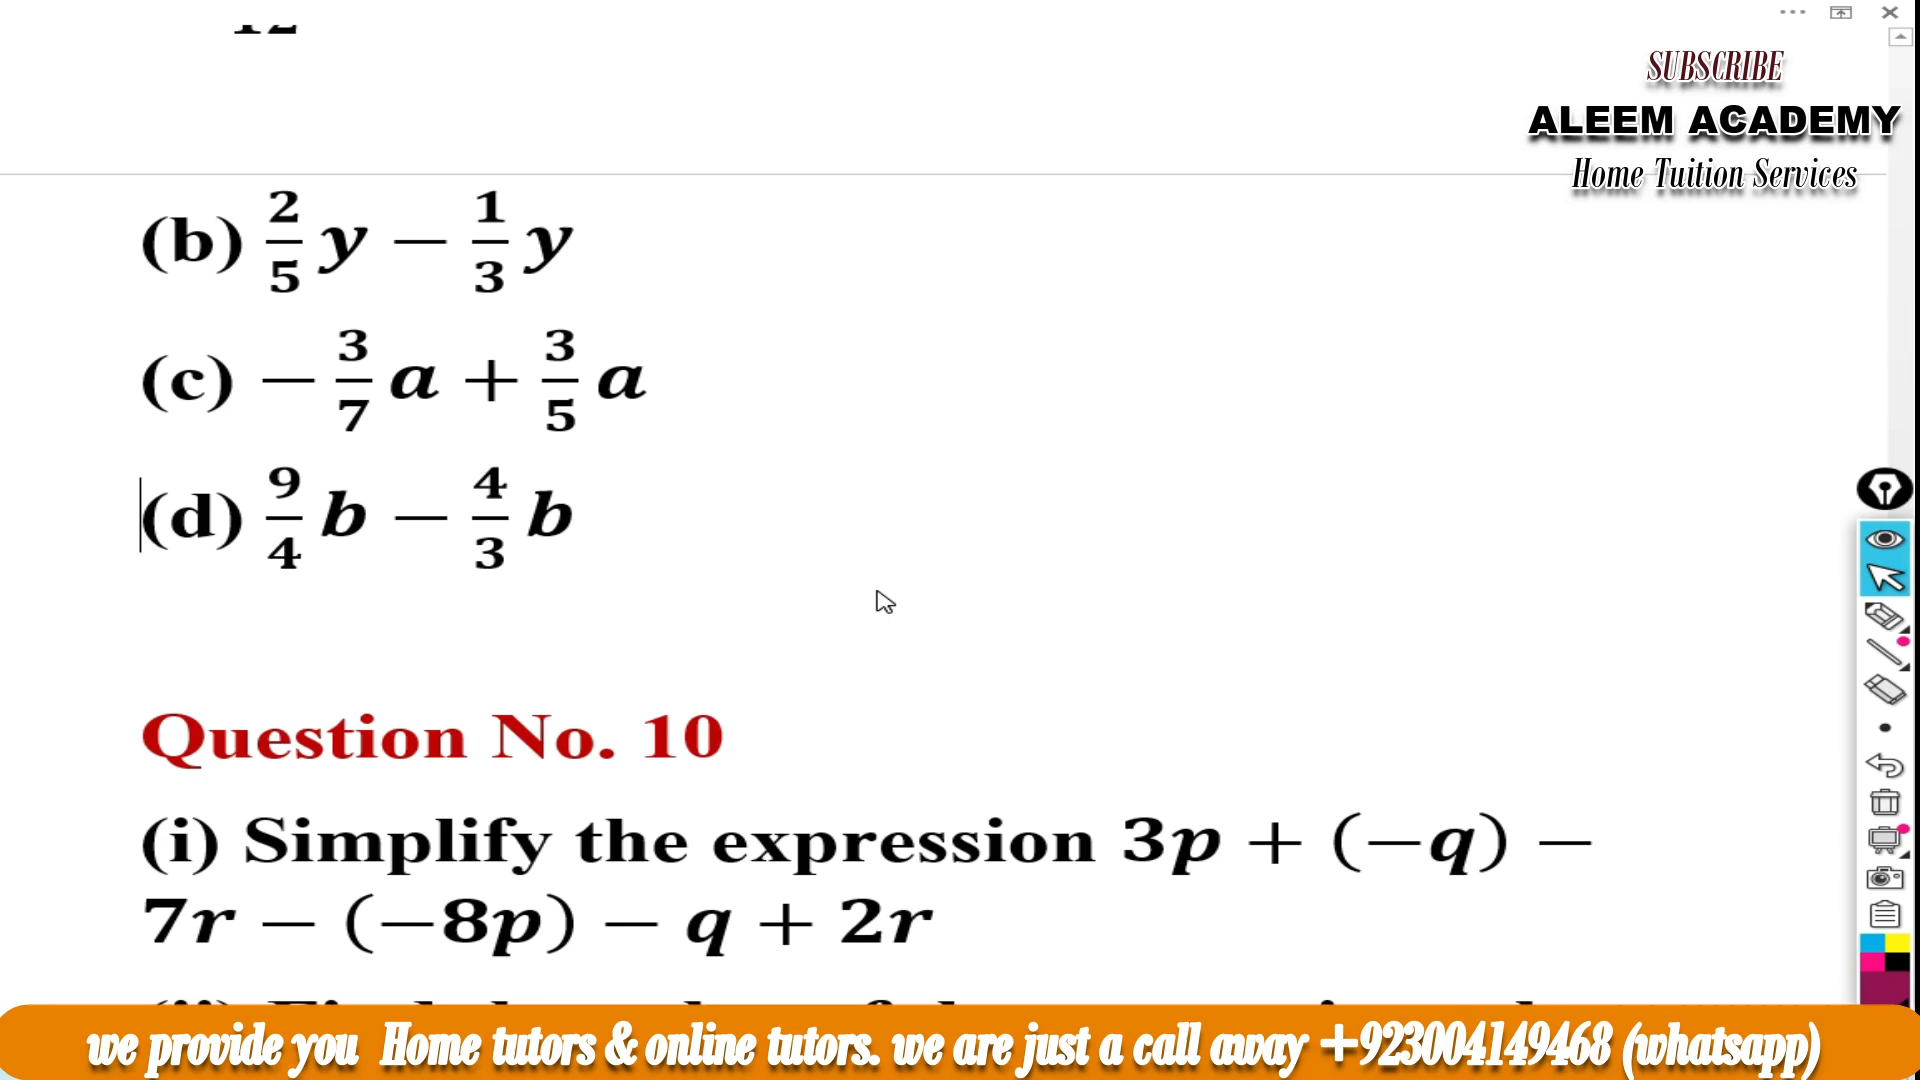 SUBSCRIBE
ALEEM ACADEMY
Home Tuition Services
(b) 2/5 y − 1/3 y
(c) − 3/7 a + 3/5 a
(d) 9/4 b − 4/3 b
Question No. 10
(i) Simplify the expression 3p + (−q) −
7r − (−8p) − q + 2r
we provide you Home tutors & online tutors. we are just a call away +923004149468 (whatsapp)